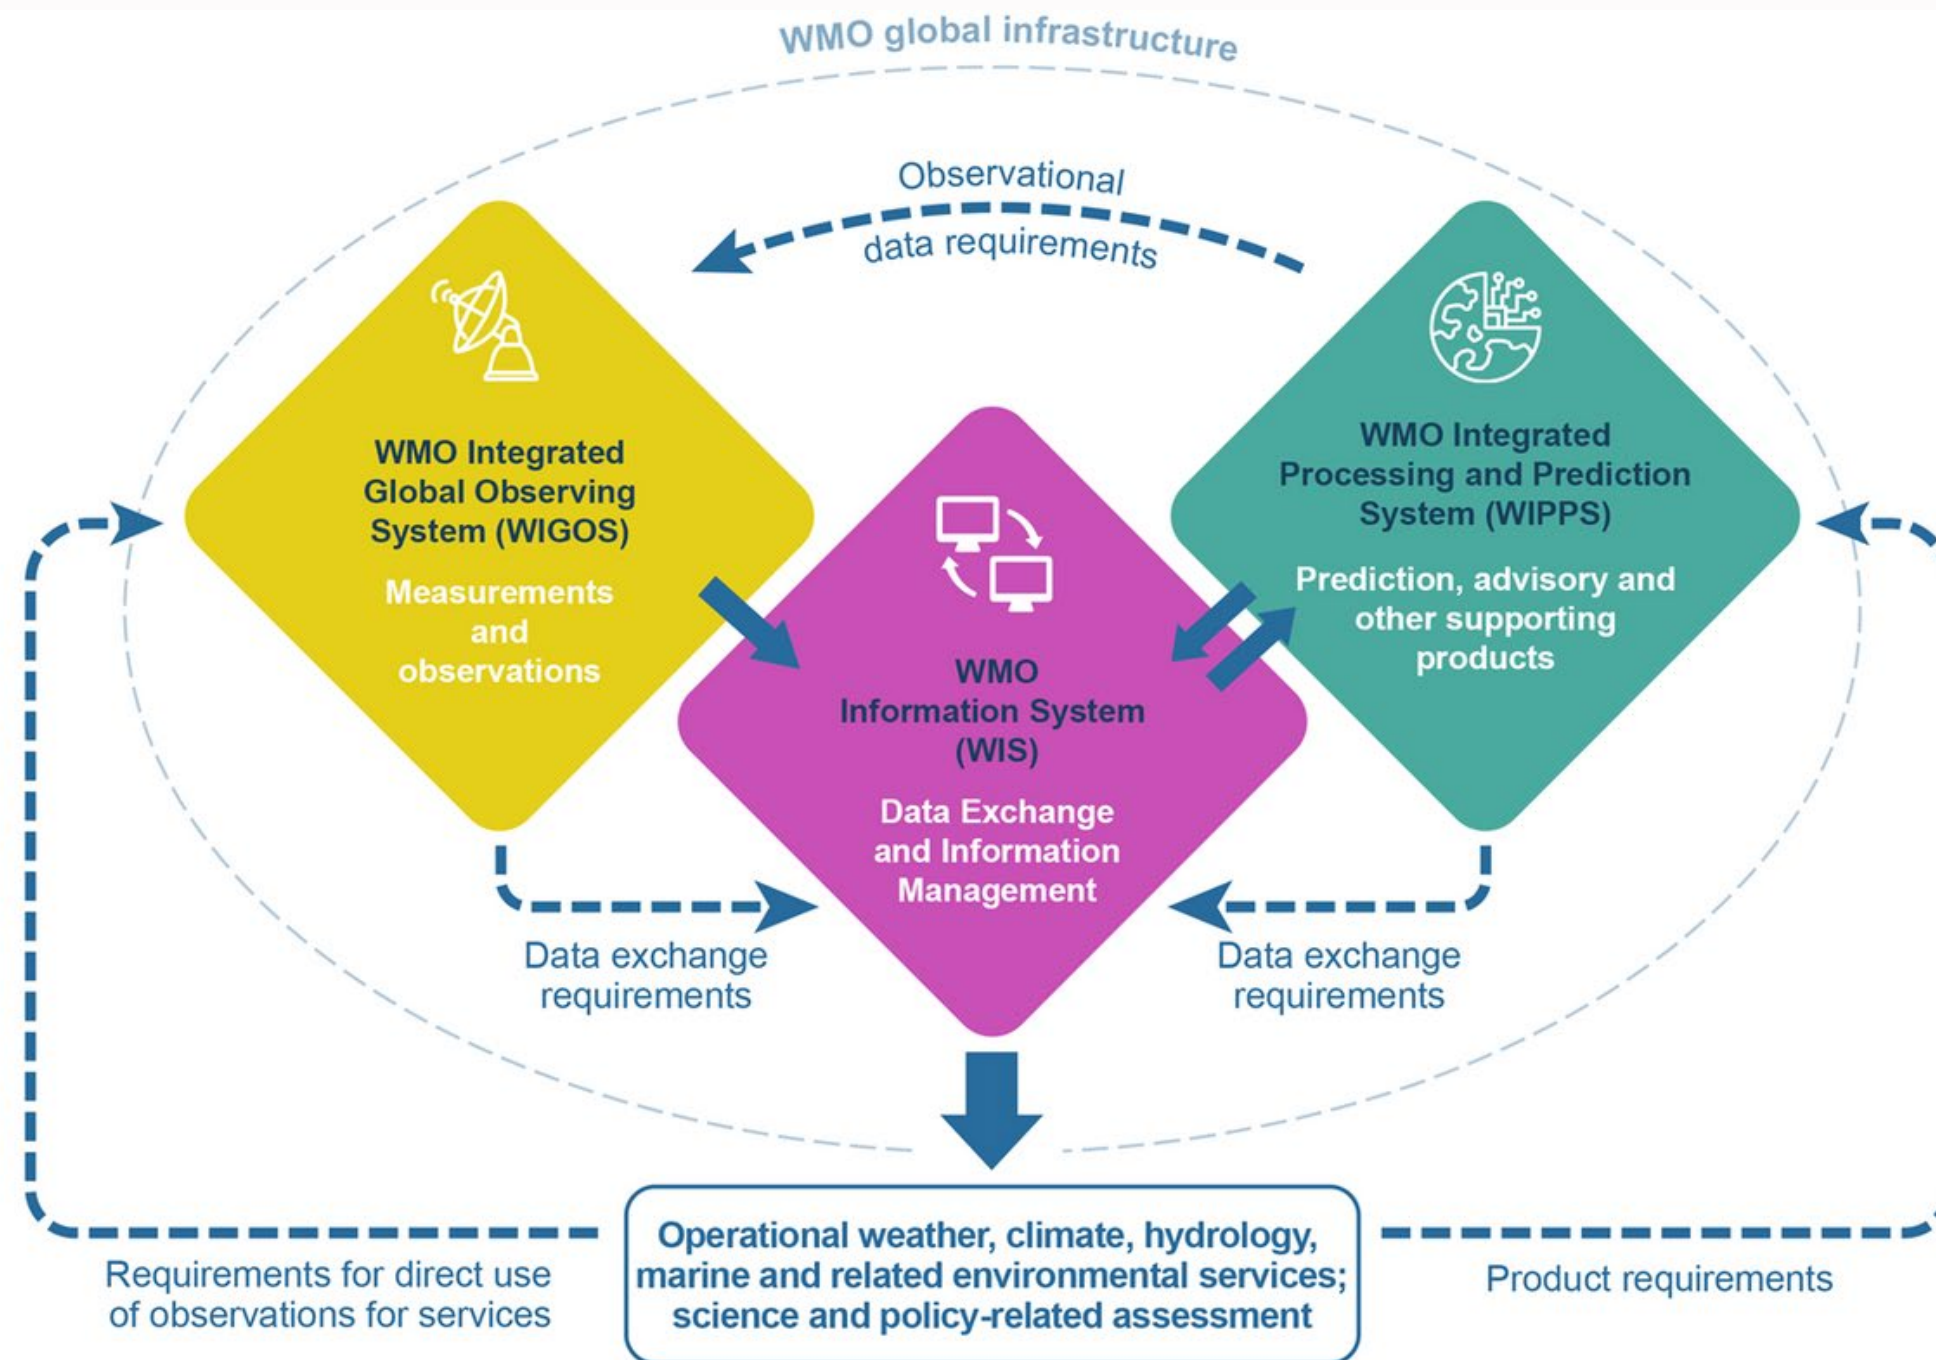 WMO global infrastructure
Observational
data requirements
WMO Integrated
Global Observing
System (WIGOS)
Measurements
and
observations
WMO Integrated
Processing and Prediction
System (WIPPS)
Prediction, advisory and
other supporting
products
WMO
Information System
(WIS)
Data Exchange
and Information
Management
Data exchange
requirements
Data exchange
requirements
Operational weather, climate, hydrology,
marine and related environmental services;
science and policy-related assessment
Requirements for direct use
of observations for services
Product requirements